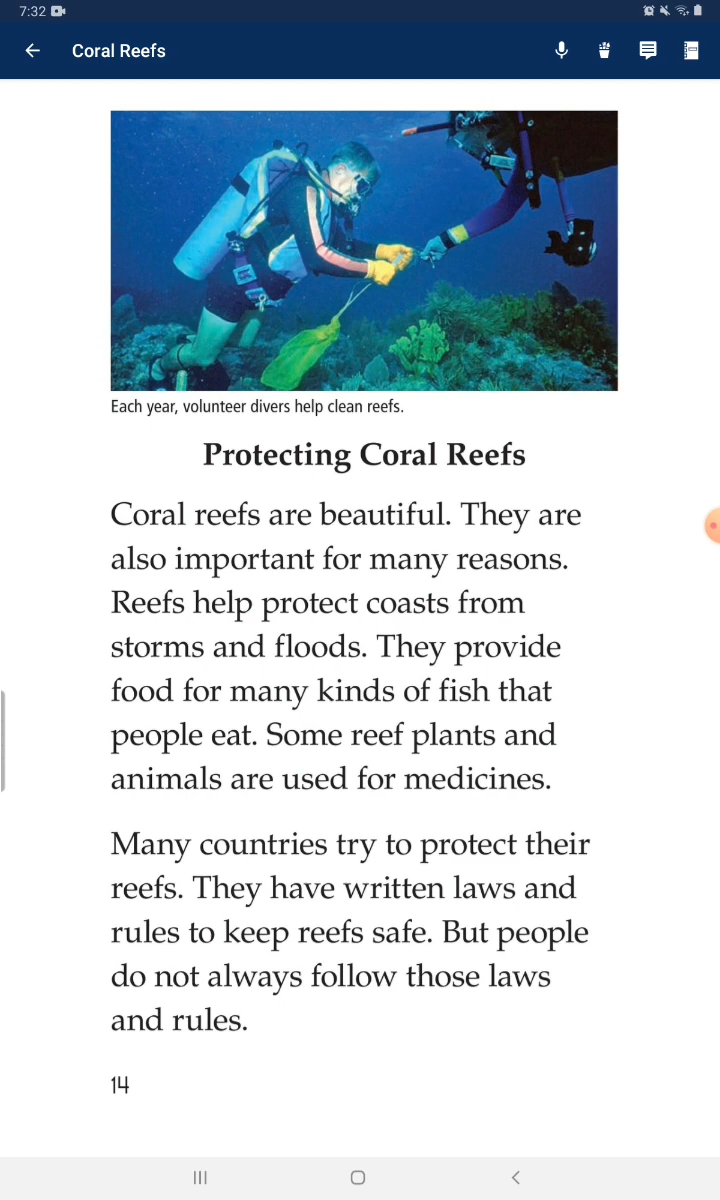 7:32
Coral Reefs
Each year, volunteer divers help clean reefs.
Protecting Coral Reefs
Coral reefs are beautiful. They are
also important for many reasons.
Reefs help protect coasts from
storms and floods. They provide
food for many kinds of fish that
people eat. Some reef plants and
animals are used for medicines.
Many countries try to protect their
reefs. They have written laws and
rules to keep reefs safe. But people
do not always follow those laws
and rules.
14